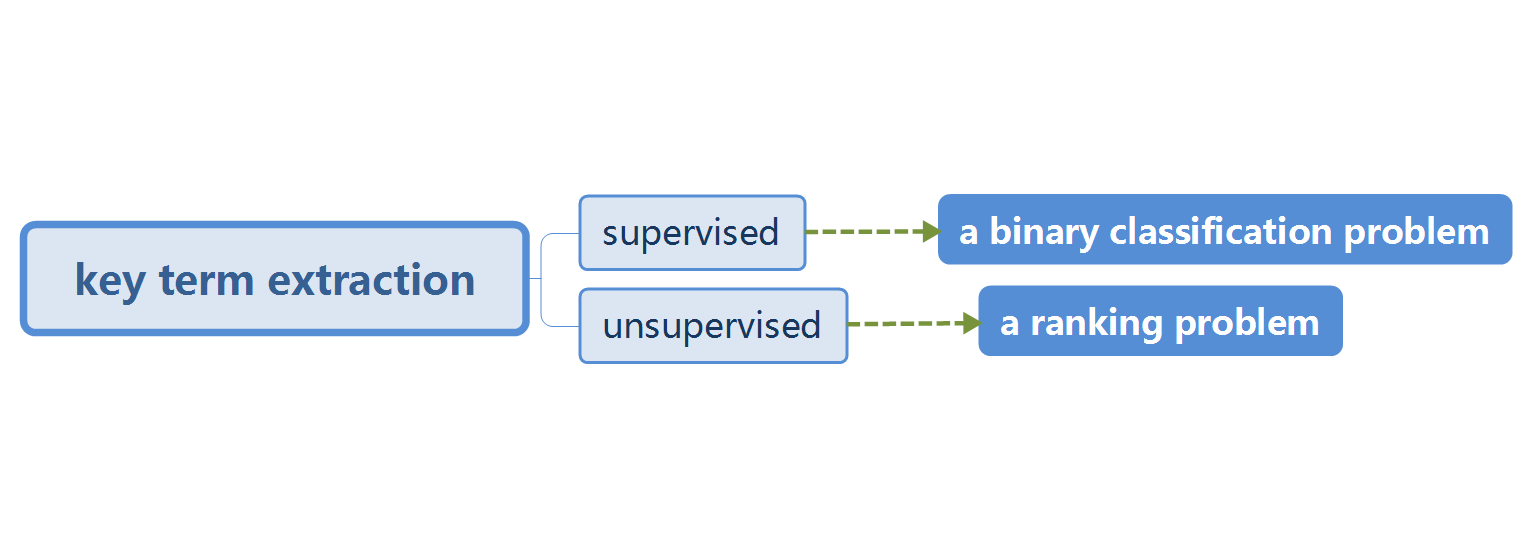 key term extraction
supervised
a binary classification problem
unsupervised
a ranking problem